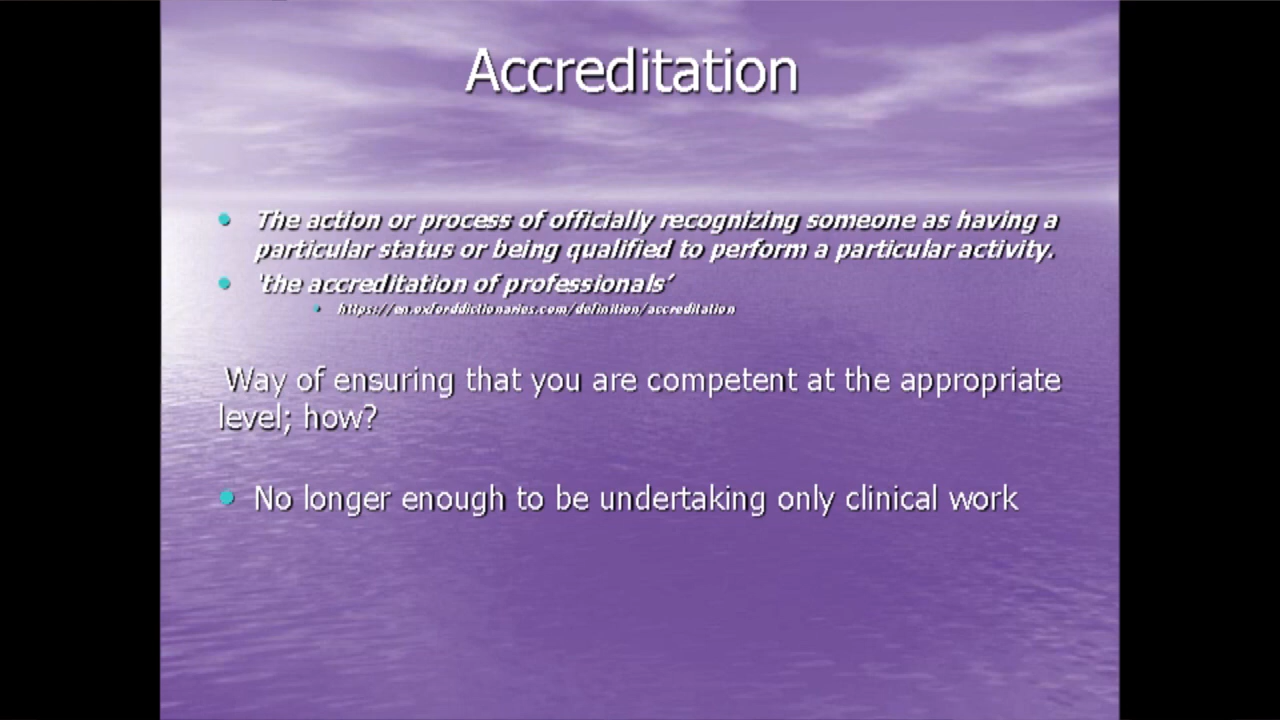 Accreditation
The action or process of officially recognizing someone as having a
particular status or being qualified to perform a particular activity.
'the accreditation of professionals’
https://en.oxforddictionaries.com/definition/accreditation
Way of ensuring that you are competent at the appropriate
level; how?
No longer enough to be undertaking only clinical work